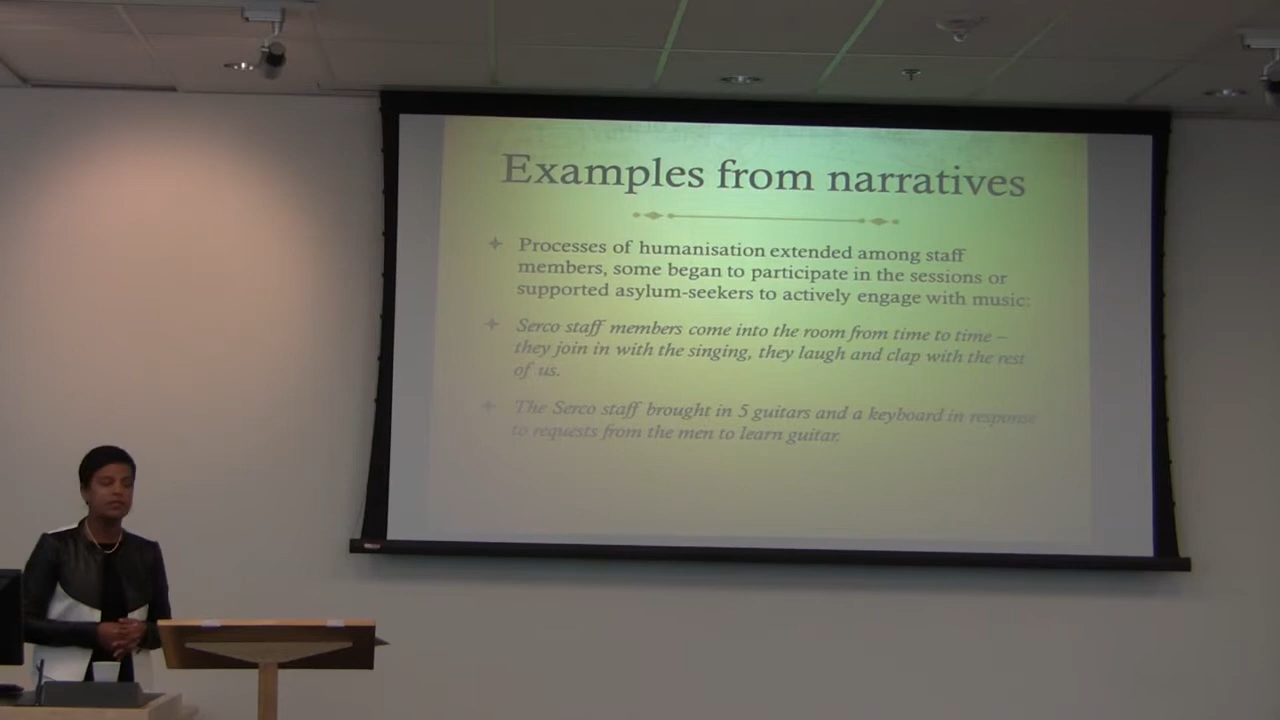 Examples from narratives
Processes of humanisation extended among staff
members, some began to participate in the sessions or
supported asylum-seekers to actively engage with music:
Serco staff members come into the room from time to time –
they join in with the singing, they laugh and clap with the rest
of us.
The Serco staff brought in 5 guitars and a keyboard in response
to requests from the men to learn guitar.